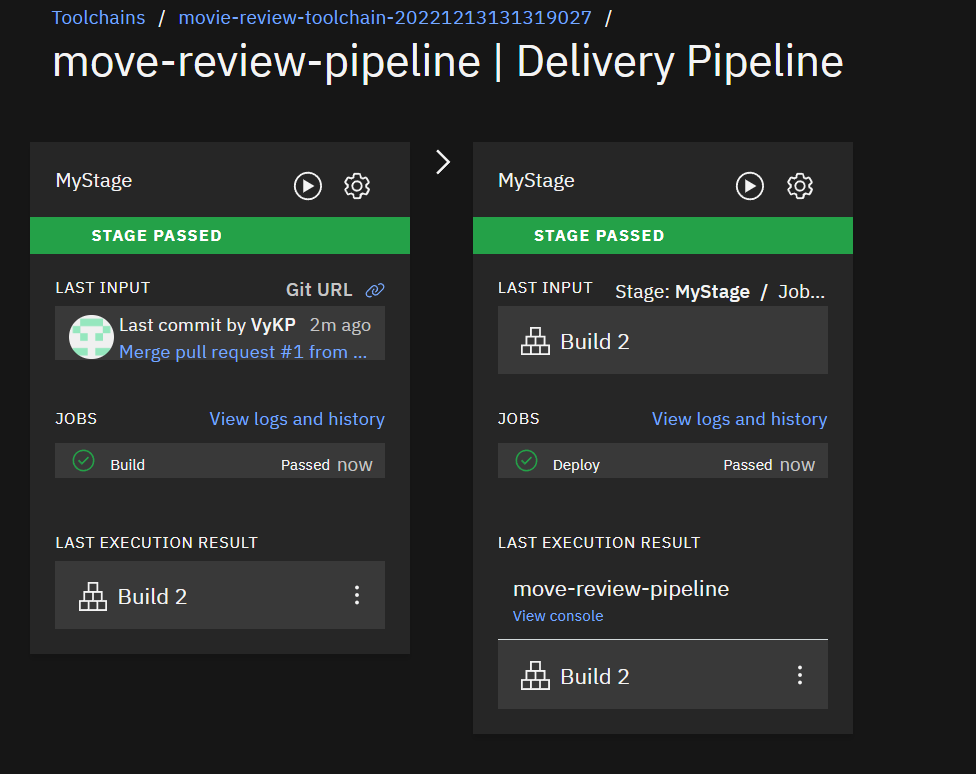 Toolchains / movie-review-toolchain-20221213131319027 /
move-review-pipeline | Delivery Pipeline
MyStage
STAGE PASSED
LAST INPUT Git URL
Last commit by VyKP 2m ago
Merge pull request #1 from ...
JOBS View logs and history
Build Passed now
LAST EXECUTION RESULT
Build 2
MyStage
STAGE PASSED
LAST INPUT Stage: MyStage / Job...
Build 2
JOBS View logs and history
Deploy Passed now
LAST EXECUTION RESULT
move-review-pipeline
View console
Build 2